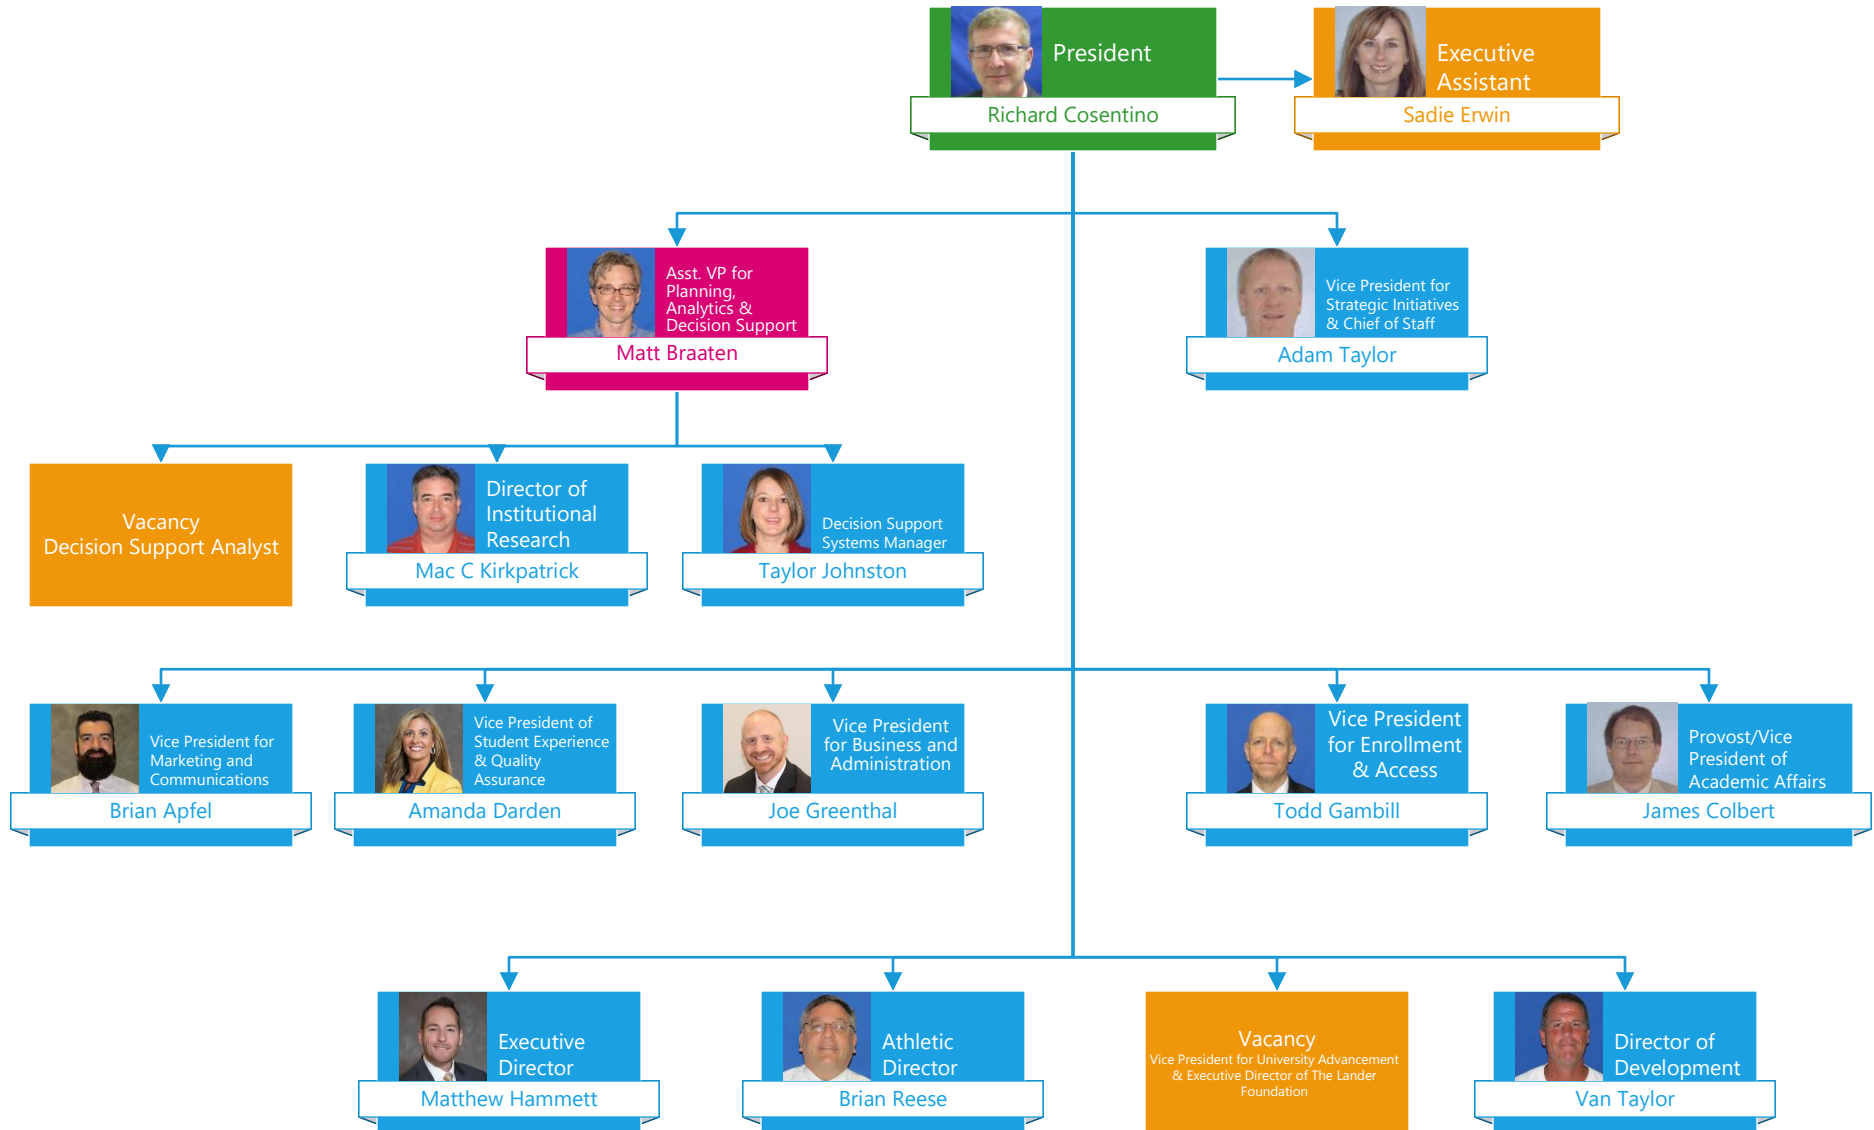 President
Richard Cosentino
Executive
Assistant
Sadie Erwin
Asst. VP for
Planning,
Analytics &
Decision Support
Matt Braaten
Vice President for
Strategic Initiatives
& Chief of Staff
Adam Taylor
Vacancy
Decision Support Analyst
Director of
Institutional
Research
Mac C Kirkpatrick
Decision Support
Systems Manager
Taylor Johnston
Vice President for
Marketing and
Communications
Brian Apfel
Vice President of
Student Experience
& Quality
Assurance
Amanda Darden
Vice President
for Business and
Administration
Joe Greenthal
Vice President
for Enrollment
& Access
Todd Gambill
Provost/Vice
President of
Academic Affairs
James Colbert
Executive
Director
Matthew Hammett
Athletic
Director
Brian Reese
Vacancy
Vice President for University Advancement
& Executive Director of The Lander
Foundation
Director of
Development
Van Taylor